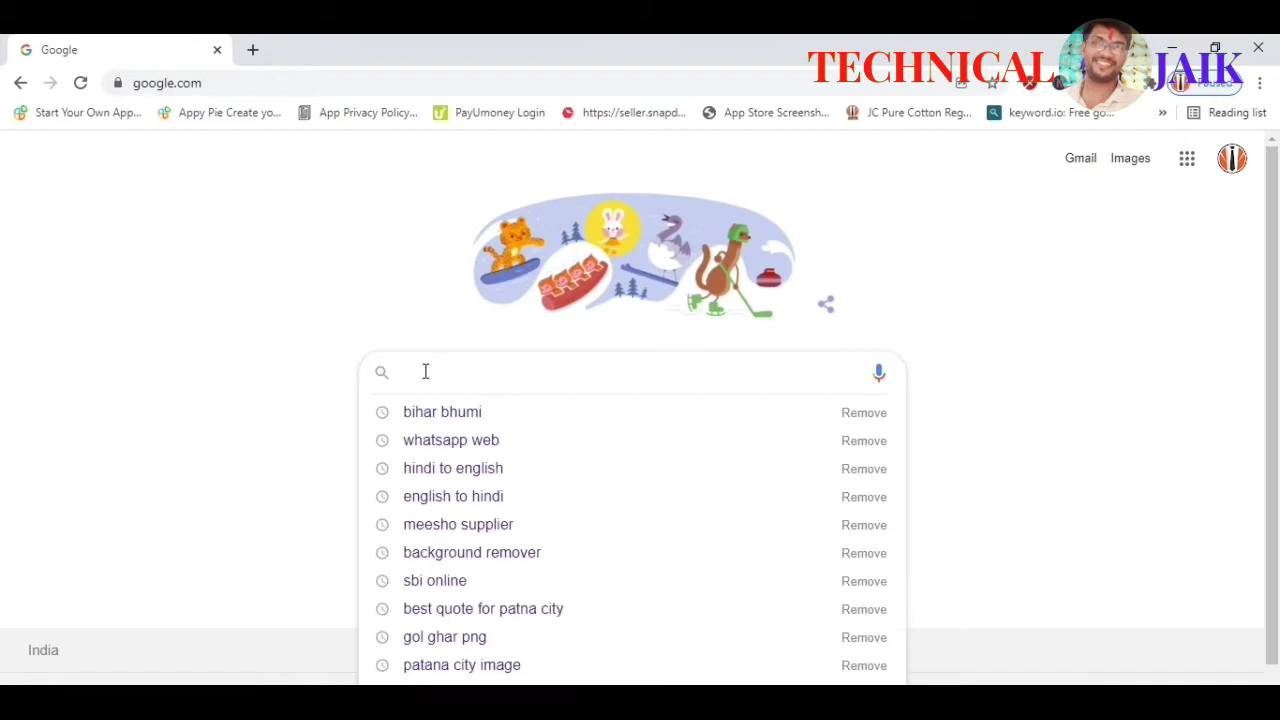 Google
TECHNICAL JAIK
google.com
Paused
Start Your Own App...
Appy Pie Create yo...
App Privacy Policy...
PayUmoney Login
https://seller.snapd...
App Store Screensh...
JC Pure Cotton Reg...
keyword.io: Free go...
Reading list
Gmail
Images
bihar bhumi Remove
whatsapp web Remove
hindi to english Remove
english to hindi Remove
meesho supplier Remove
background remover Remove
sbi online Remove
best quote for patna city Remove
gol ghar png Remove
patana city image Remove
India